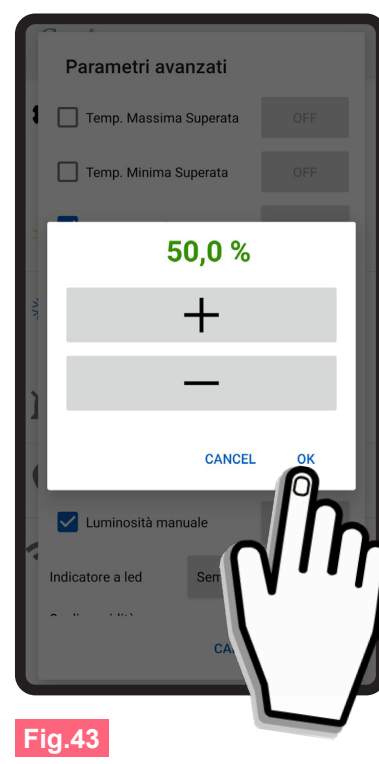 Parametri avanzati
Temp. Massima Superata OFF
Temp. Minima Superata OFF
50,0 %
+
−
CANCEL OK
Luminosità manuale
Indicatore a led
CA
Fig.43